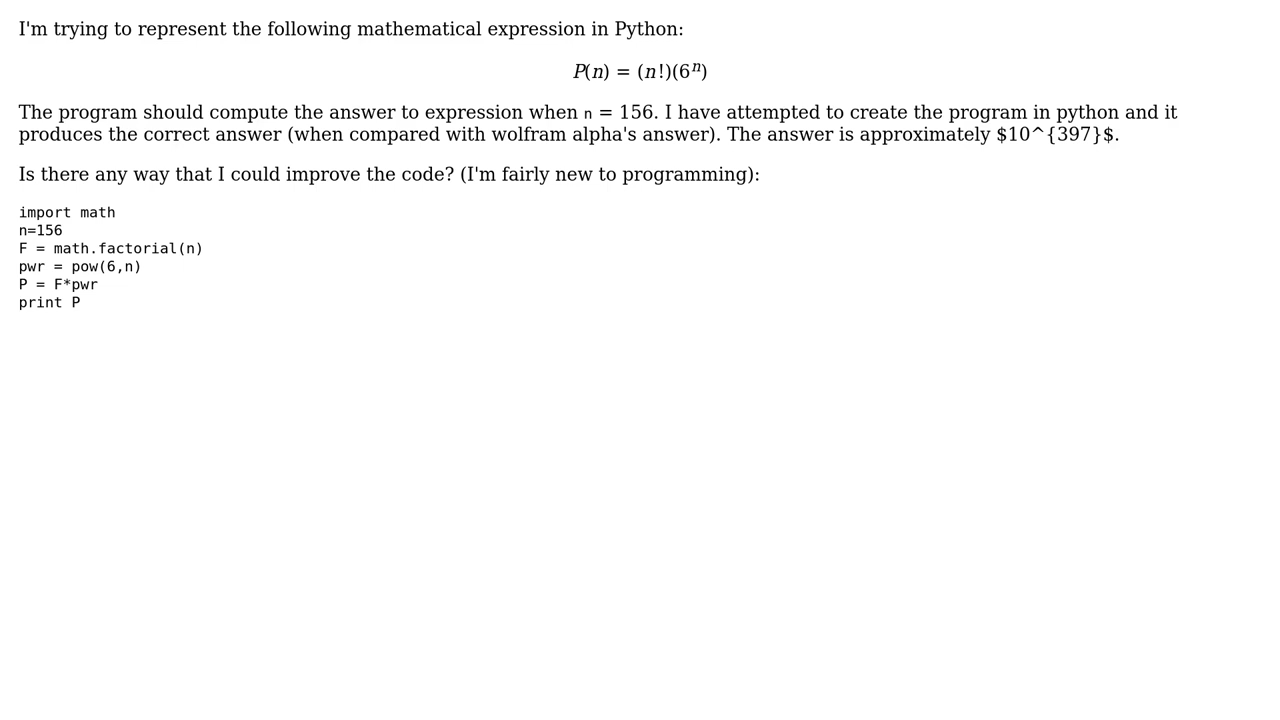 I'm trying to represent the following mathematical expression in Python:
P(n) = (n!)(6ⁿ)
The program should compute the answer to expression when n = 156. I have attempted to create the program in python and it
produces the correct answer (when compared with wolfram alpha's answer). The answer is approximately $10^{397}$.
Is there any way that I could improve the code? (I'm fairly new to programming):
import math
n=156
F = math.factorial(n)
pwr = pow(6,n)
P = F*pwr
print P